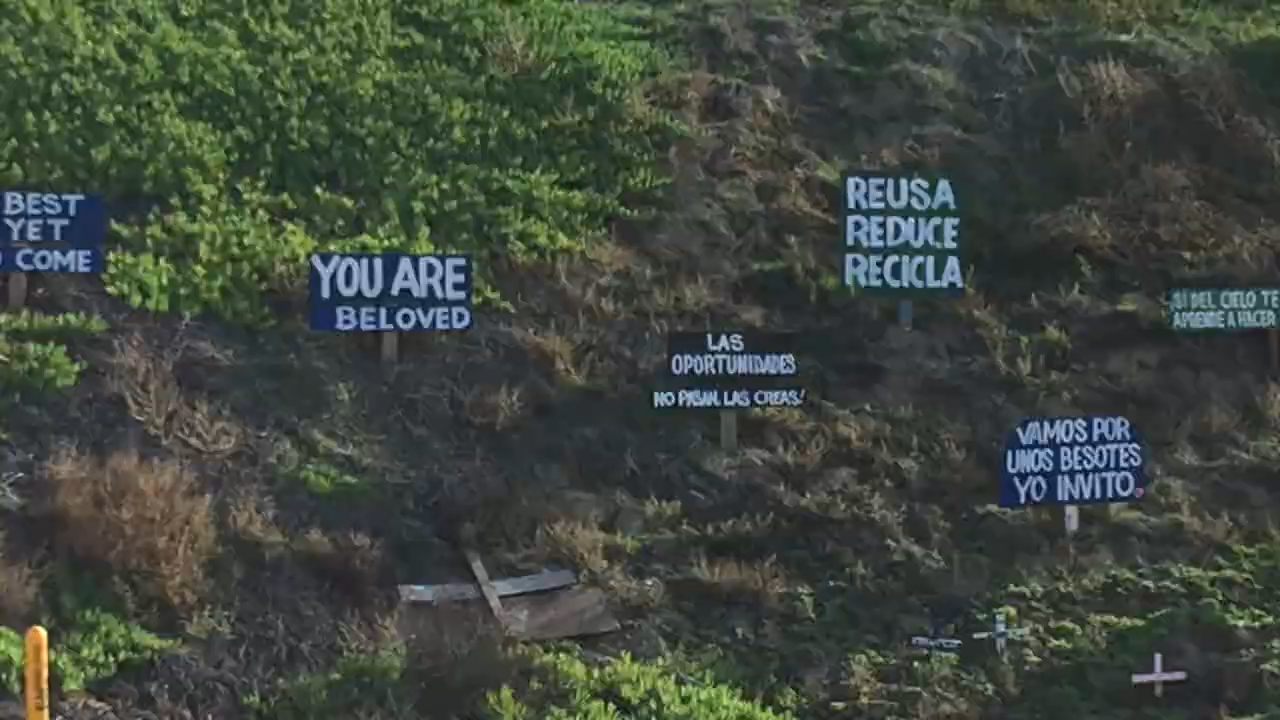 BEST
YET
COME
YOU ARE
BELOVED
LAS
OPORTUNIDADES
NO PASAN, LAS CREAS!
REUSA
REDUCE
RECICLA
SI DEL CIELO TE
APRENDE A HACER
VAMOS POR
UNOS BESOTES
YO INVITO.